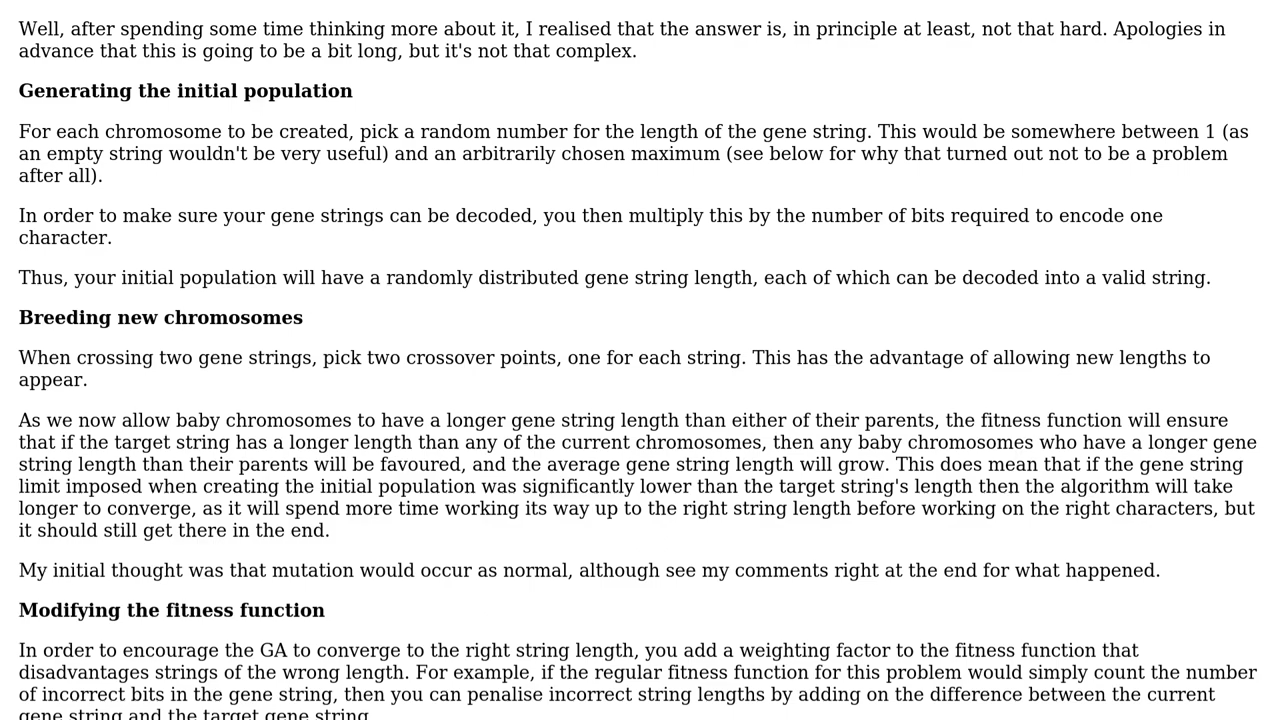 Well, after spending some time thinking more about it, I realised that the answer is, in principle at least, not that hard. Apologies in
advance that this is going to be a bit long, but it's not that complex.
Generating the initial population
For each chromosome to be created, pick a random number for the length of the gene string. This would be somewhere between 1 (as
an empty string wouldn't be very useful) and an arbitrarily chosen maximum (see below for why that turned out not to be a problem
after all).
In order to make sure your gene strings can be decoded, you then multiply this by the number of bits required to encode one
character.
Thus, your initial population will have a randomly distributed gene string length, each of which can be decoded into a valid string.
Breeding new chromosomes
When crossing two gene strings, pick two crossover points, one for each string. This has the advantage of allowing new lengths to
appear.
As we now allow baby chromosomes to have a longer gene string length than either of their parents, the fitness function will ensure
that if the target string has a longer length than any of the current chromosomes, then any baby chromosomes who have a longer gene
string length than their parents will be favoured, and the average gene string length will grow. This does mean that if the gene string
limit imposed when creating the initial population was significantly lower than the target string's length then the algorithm will take
longer to converge, as it will spend more time working its way up to the right string length before working on the right characters, but
it should still get there in the end.
My initial thought was that mutation would occur as normal, although see my comments right at the end for what happened.
Modifying the fitness function
In order to encourage the GA to converge to the right string length, you add a weighting factor to the fitness function that
disadvantages strings of the wrong length. For example, if the regular fitness function for this problem would simply count the number
of incorrect bits in the gene string, then you can penalise incorrect string lengths by adding on the difference between the current
gene string and the target gene string.